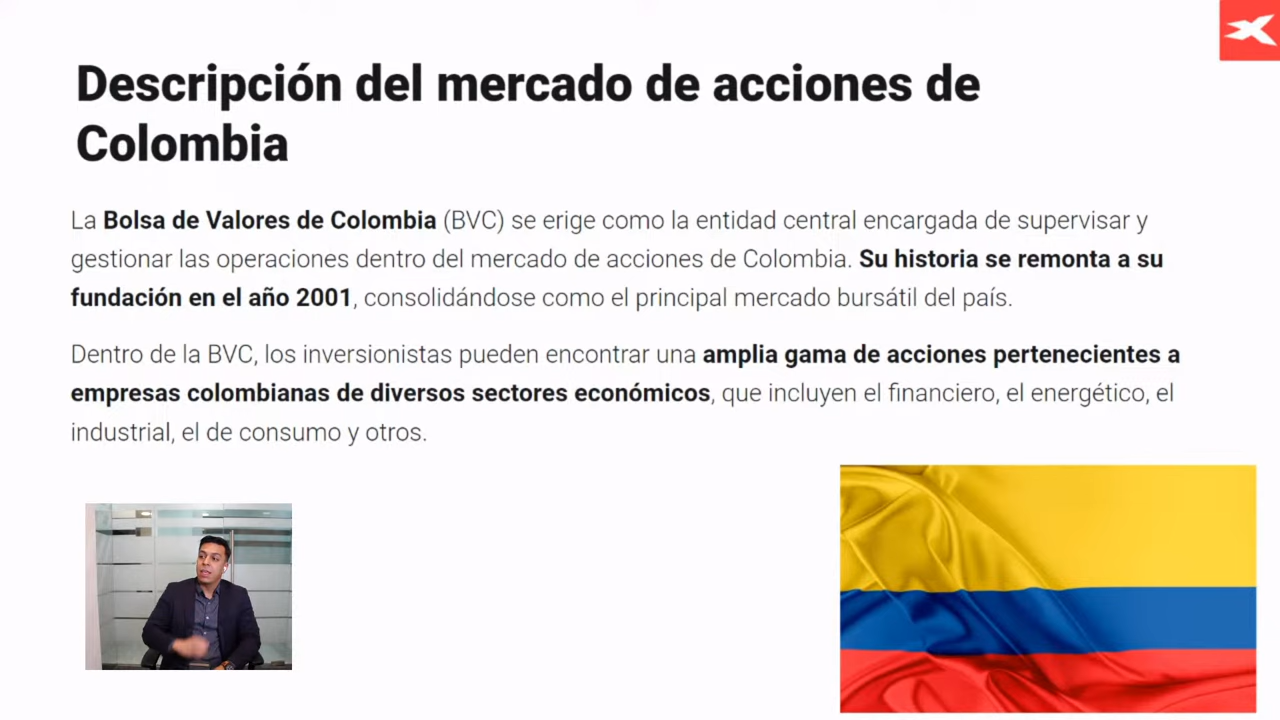 Descripción del mercado de acciones de
Colombia
La Bolsa de Valores de Colombia (BVC) se erige como la entidad central encargada de supervisar y
gestionar las operaciones dentro del mercado de acciones de Colombia. Su historia se remonta a su
fundación en el año 2001, consolidándose como el principal mercado bursátil del país.
Dentro de la BVC, los inversionistas pueden encontrar una amplia gama de acciones pertenecientes a
empresas colombianas de diversos sectores económicos, que incluyen el financiero, el energético, el
industrial, el de consumo y otros.